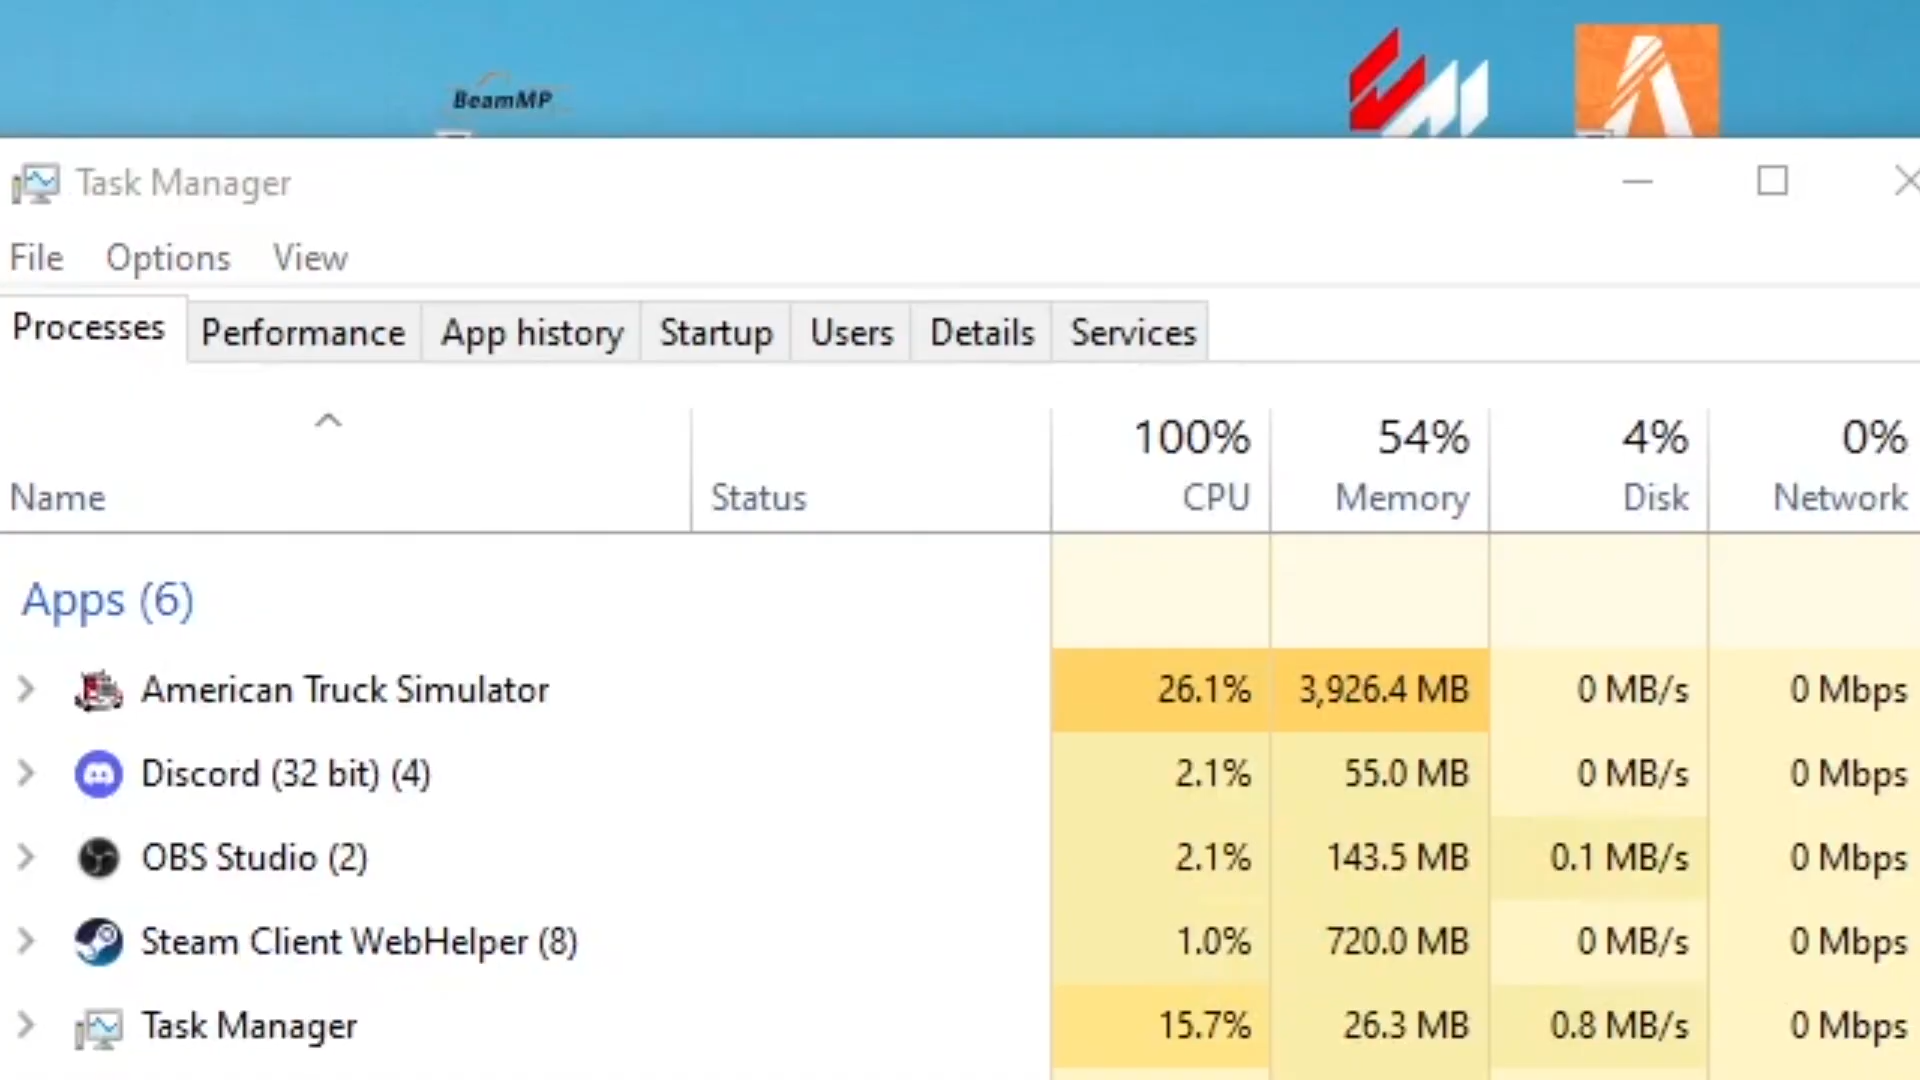 BeamMP
Task Manager
File Options View
Processes Performance App history Startup Users Details Services
100% 54% 4% 0%
Name Status CPU Memory Disk Network
Apps (6)
American Truck Simulator 26.1% 3,926.4 MB 0 MB/s 0 Mbps
Discord (32 bit) (4) 2.1% 55.0 MB 0 MB/s 0 Mbps
OBS Studio (2) 2.1% 143.5 MB 0.1 MB/s 0 Mbps
Steam Client WebHelper (8) 1.0% 720.0 MB 0 MB/s 0 Mbps
Task Manager 15.7% 26.3 MB 0.8 MB/s 0 Mbps